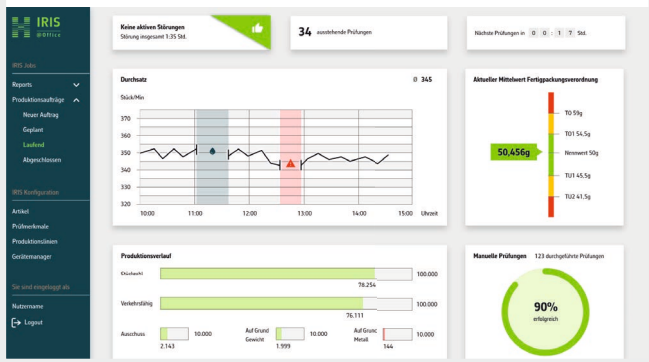 IRIS
@Office
IRIS Jobs
Reports
Produktionsaufträge
Neuer Auftrag
Geplant
Laufend
Abgeschlossen
IRIS Konfiguration
Artikel
Prüfmerkmale
Produktionslinien
Gerätemanager
Sie sind eingeloggt als
Nutzername
Logout
Keine aktiven Störungen
Störung insgesamt 1:35 Std.
34 ausstehende Prüfungen
Nächste Prüfungen in 0 0 : 1 7 Std.
Durchsatz
Ø 345
Stück/Min
370
360
350
340
330
320
10:00 11:00 12:00 13:00 14:00 15:00 Uhrzeit
Aktueller Mittelwert Fertigpackungsverordnung
TO 59g
TO1 54,5g
50,456g
Nennwert 50g
TU1 45,5g
TU2 41,5g
Produktionsverlauf
Stückzahl
100.000
78.254
Verkehrsfähig
100.000
76.111
Ausschuss
10.000
2.143
Auf Grund
Gewicht
10.000
1.999
Auf Grund
Metall
10.000
144
Manuelle Prüfungen 123 durchgeführte Prüfungen
90%
erfolgreich